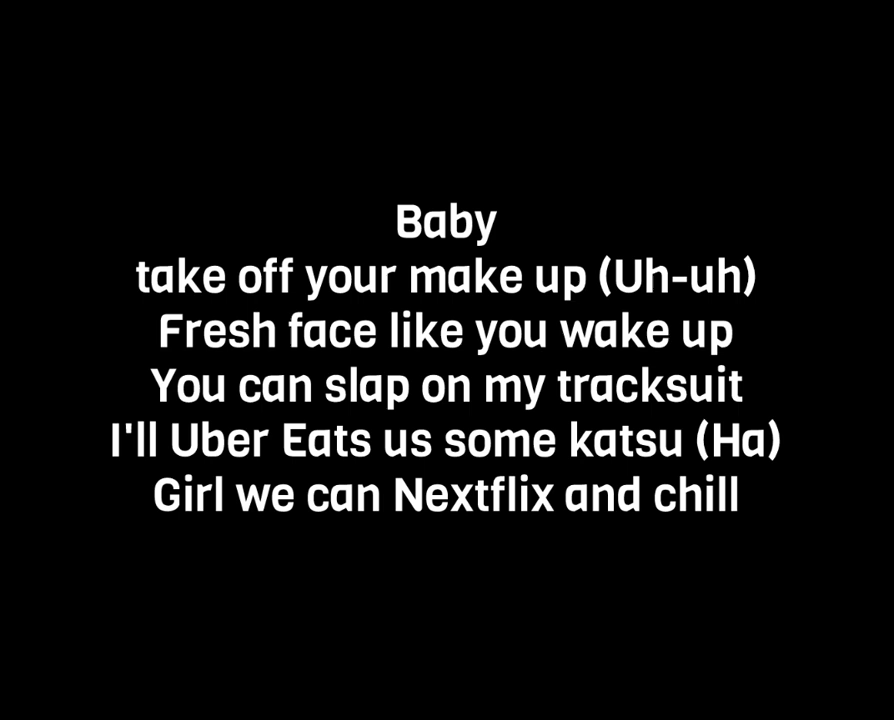 Baby
take off your make up (Uh-uh)
Fresh face like you wake up
You can slap on my tracksuit
I'll Uber Eats us some katsu (Ha)
Girl we can Nextflix and chill